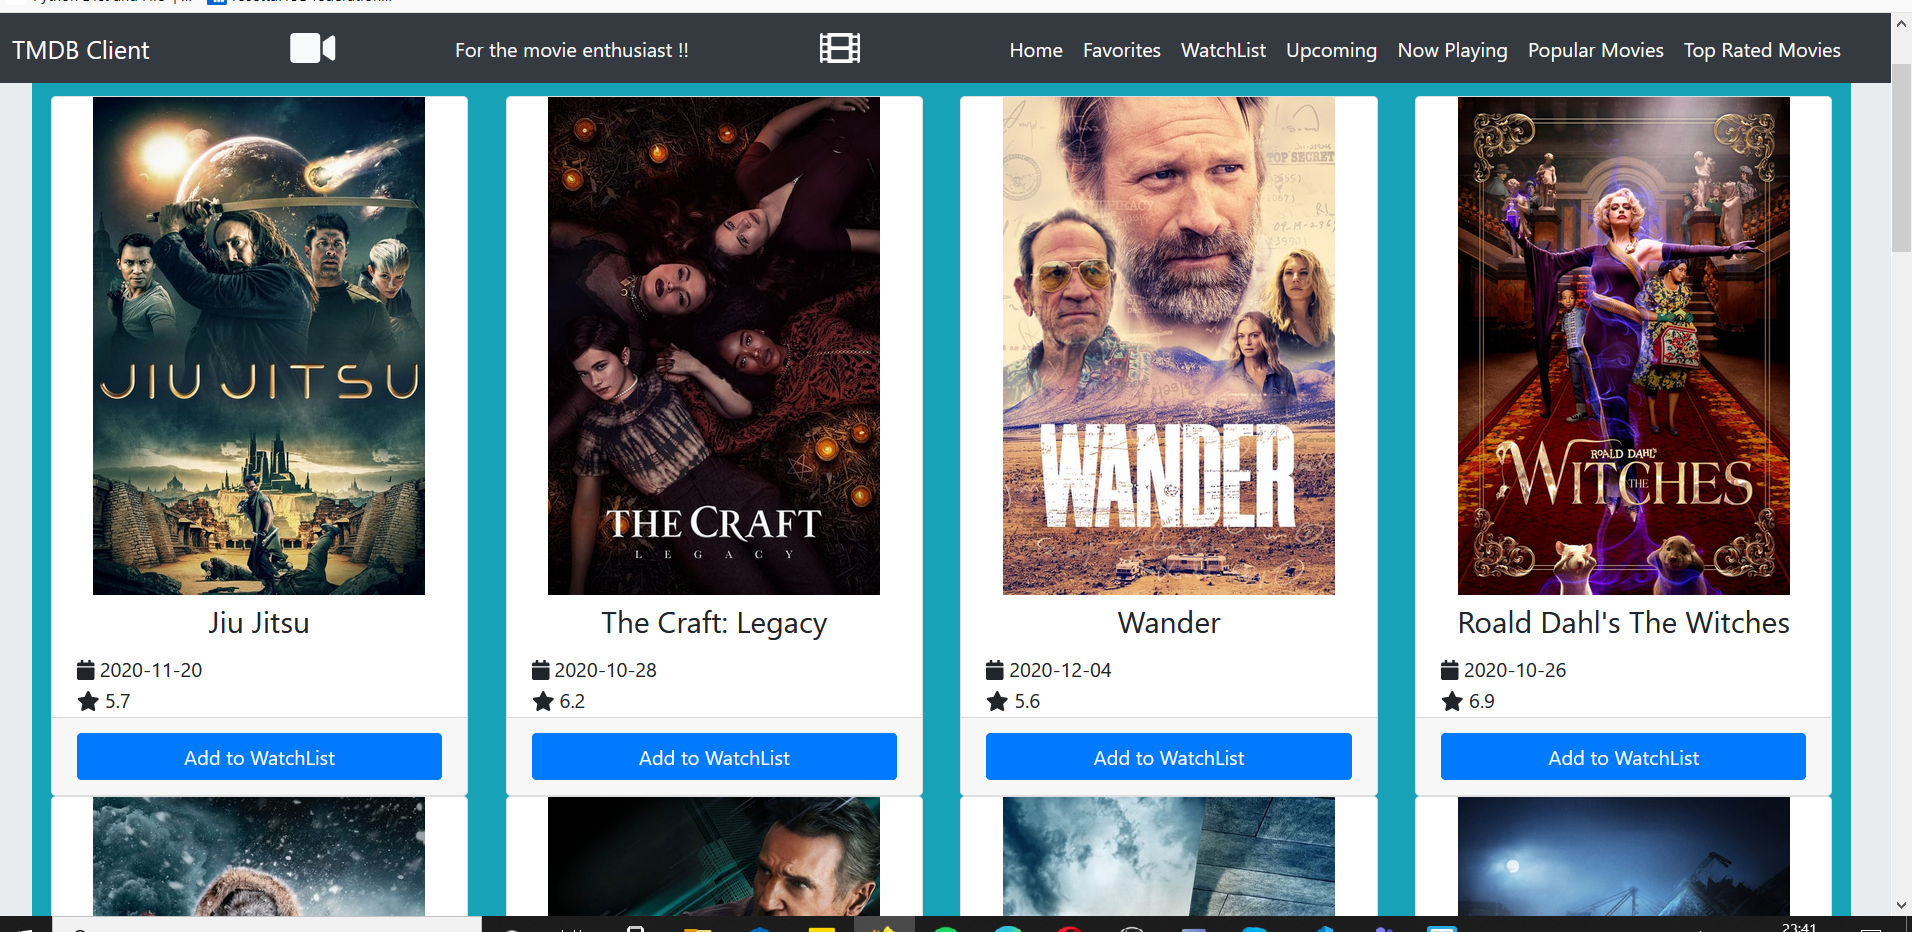 TMDB Client
For the movie enthusiast !!
Home Favorites WatchList Upcoming Now Playing Popular Movies Top Rated Movies
JIU JITSU
THE CRAFT
LEGACY
TOP SECRET
WANDER
ROALD DAHL'S
THE
WITCHES
Jiu Jitsu
2020-11-20
5.7
Add to WatchList
The Craft: Legacy
2020-10-28
6.2
Add to WatchList
Wander
2020-12-04
5.6
Add to WatchList
Roald Dahl's The Witches
2020-10-26
6.9
Add to WatchList
23:41